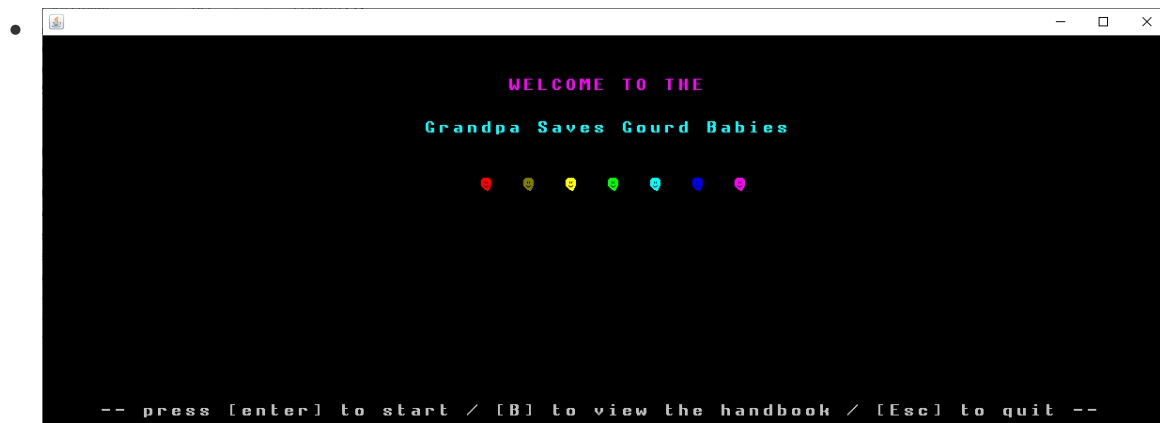 WELCOME TO THE
Grandpa Saves Gourd Babies
-- press [enter] to start / [B] to view the handbook / [Esc] to quit --